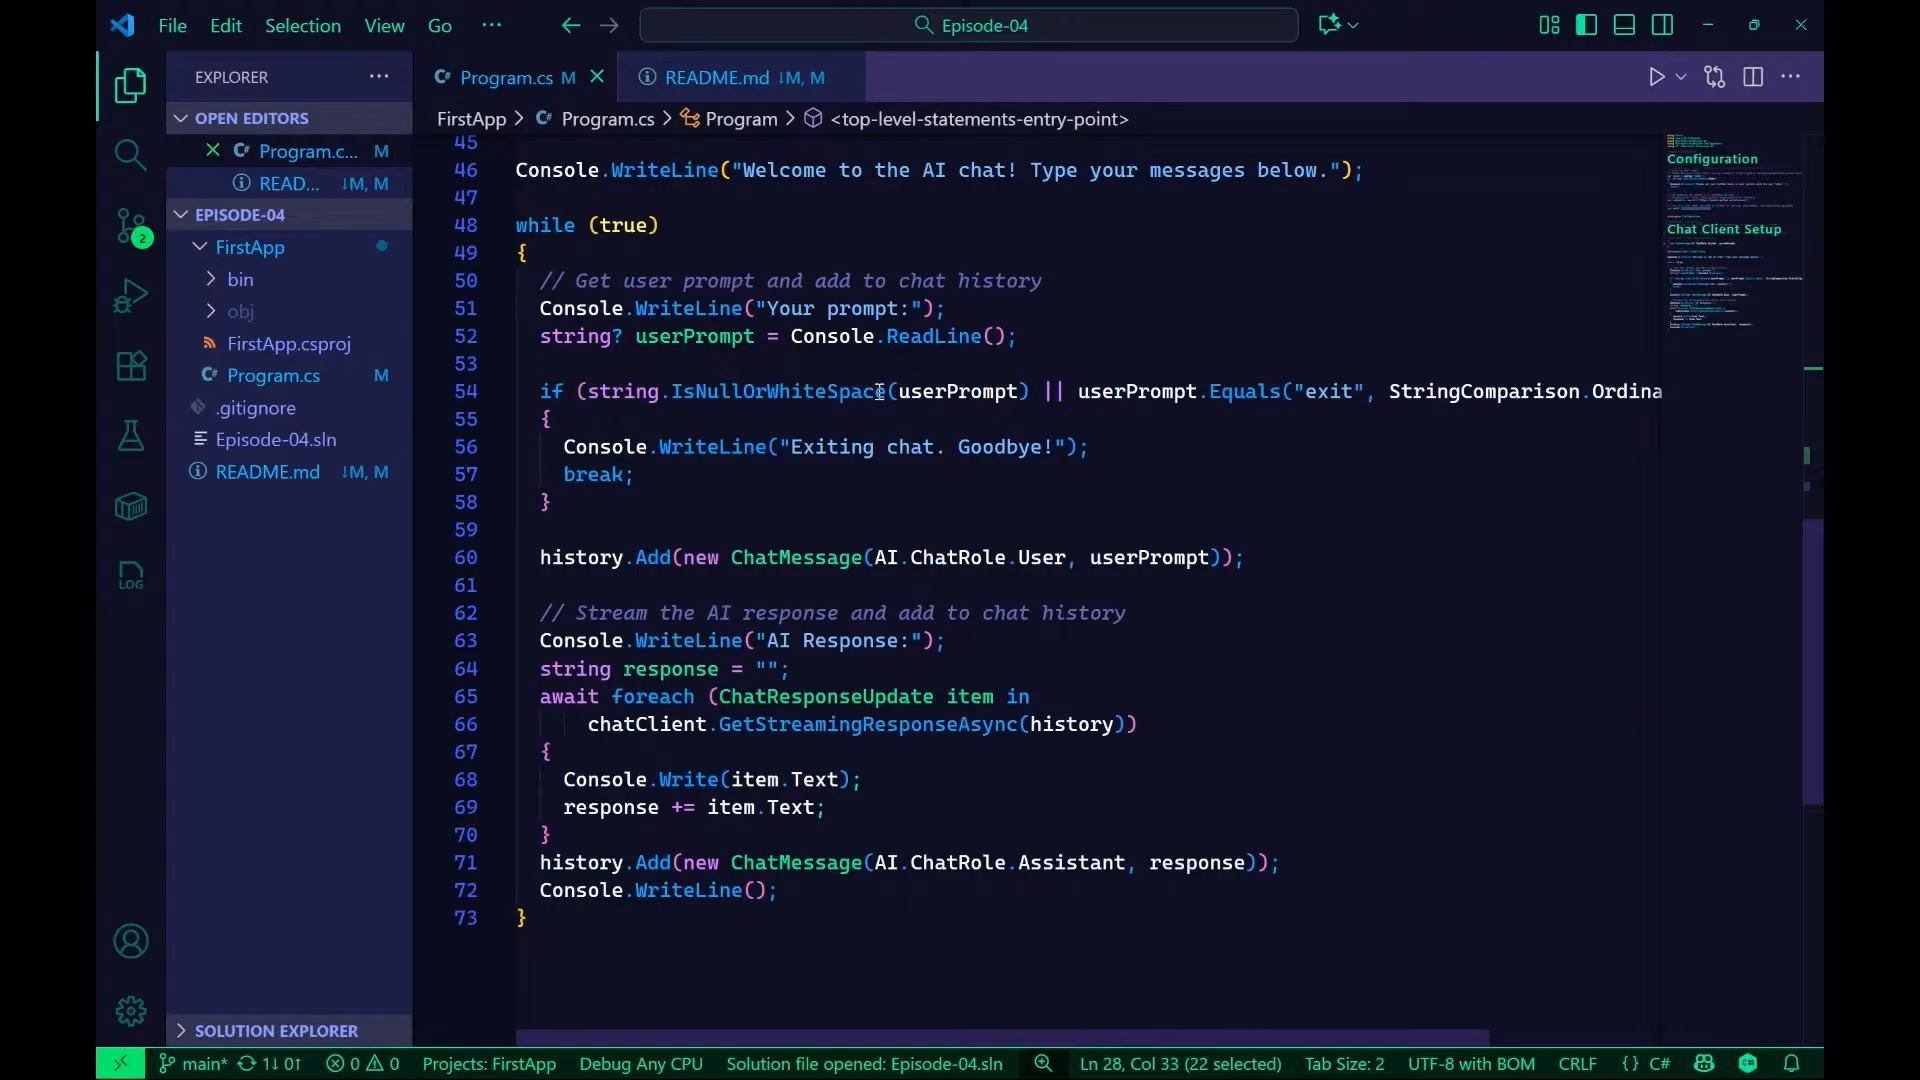 File Edit Selection View Go ··· Episode-04
EXPLORER ···
Program.cs M README.md ↓M, M
OPEN EDITORS
FirstApp > Program.cs > Program > <top-level-statements-entry-point>
Program.c... M
READ... ↓M, M
EPISODE-04
FirstApp
bin
obj
FirstApp.csproj
Program.cs M
.gitignore
Episode-04.sln
README.md ↓M, M
SOLUTION EXPLORER
2
LOG
45
46 Console.WriteLine("Welcome to the AI chat! Type your messages below.");
47
48 while (true)
49 {
50 // Get user prompt and add to chat history
51 Console.WriteLine("Your prompt:");
52 string? userPrompt = Console.ReadLine();
53
54 if (string.IsNullOrWhiteSpace(userPrompt) || userPrompt.Equals("exit", StringComparison.Ordina
55 {
56 Console.WriteLine("Exiting chat. Goodbye!");
57 break;
58 }
59
60 history.Add(new ChatMessage(AI.ChatRole.User, userPrompt));
61
62 // Stream the AI response and add to chat history
63 Console.WriteLine("AI Response:");
64 string response = "";
65 await foreach (ChatResponseUpdate item in
66 chatClient.GetStreamingResponseAsync(history))
67 {
68 Console.Write(item.Text);
69 response += item.Text;
70 }
71 history.Add(new ChatMessage(AI.ChatRole.Assistant, response));
72 Console.WriteLine();
73 }
Configuration
Chat Client Setup
main* 1↓ 0↑ 0 0 Projects: FirstApp Debug Any CPU Solution file opened: Episode-04.sln Ln 28, Col 33 (22 selected) Tab Size: 2 UTF-8 with BOM CRLF {} C#